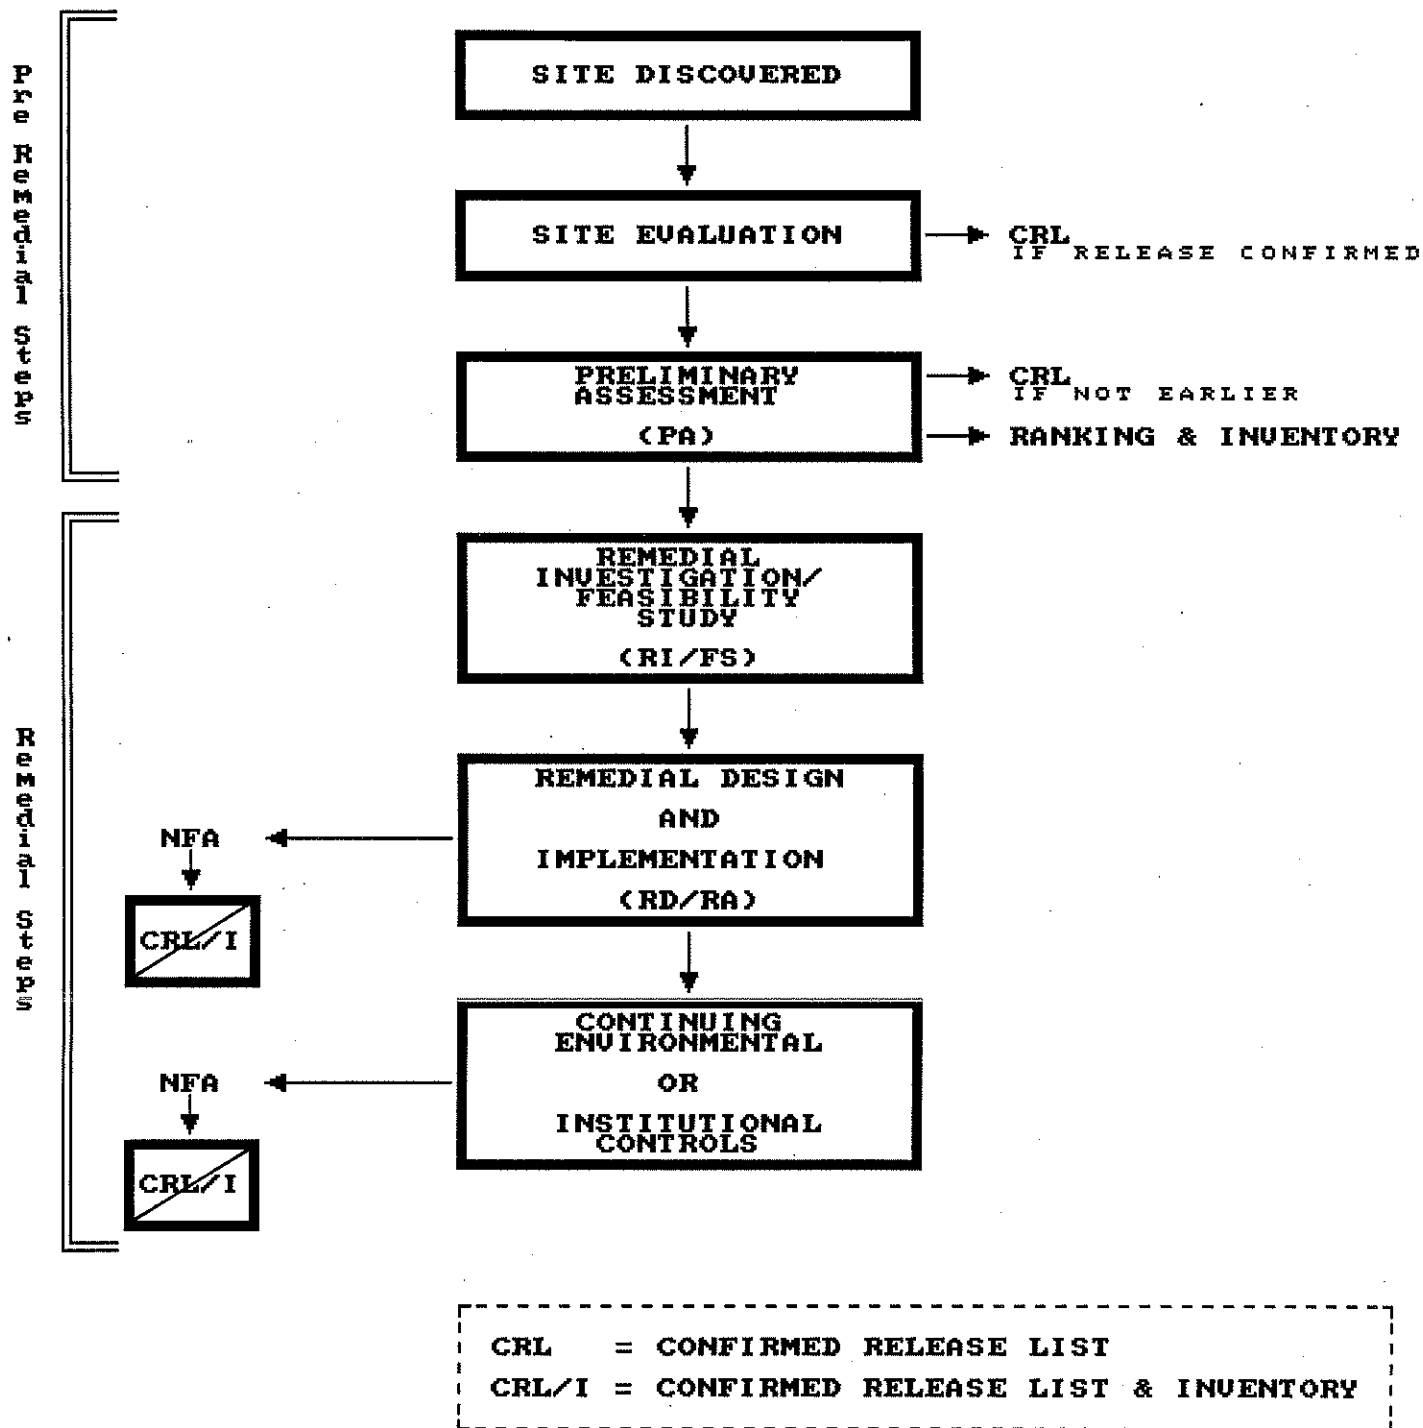 Pre Remedial Steps
SITE DISCOVERED
SITE EVALUATION
CRL
IF RELEASE CONFIRMED
PRELIMINARY
ASSESSMENT
(PA)
CRL
IF NOT EARLIER
RANKING & INVENTORY
Remedial Steps
REMEDIAL
INVESTIGATION/
FEASIBILITY
STUDY
(RI/FS)
REMEDIAL DESIGN
AND
IMPLEMENTATION
(RD/RA)
NFA
CRL/I
CONTINUING
ENVIRONMENTAL
OR
INSTITUTIONAL
CONTROLS
NFA
CRL/I
CRL = CONFIRMED RELEASE LIST
CRL/I = CONFIRMED RELEASE LIST & INVENTORY